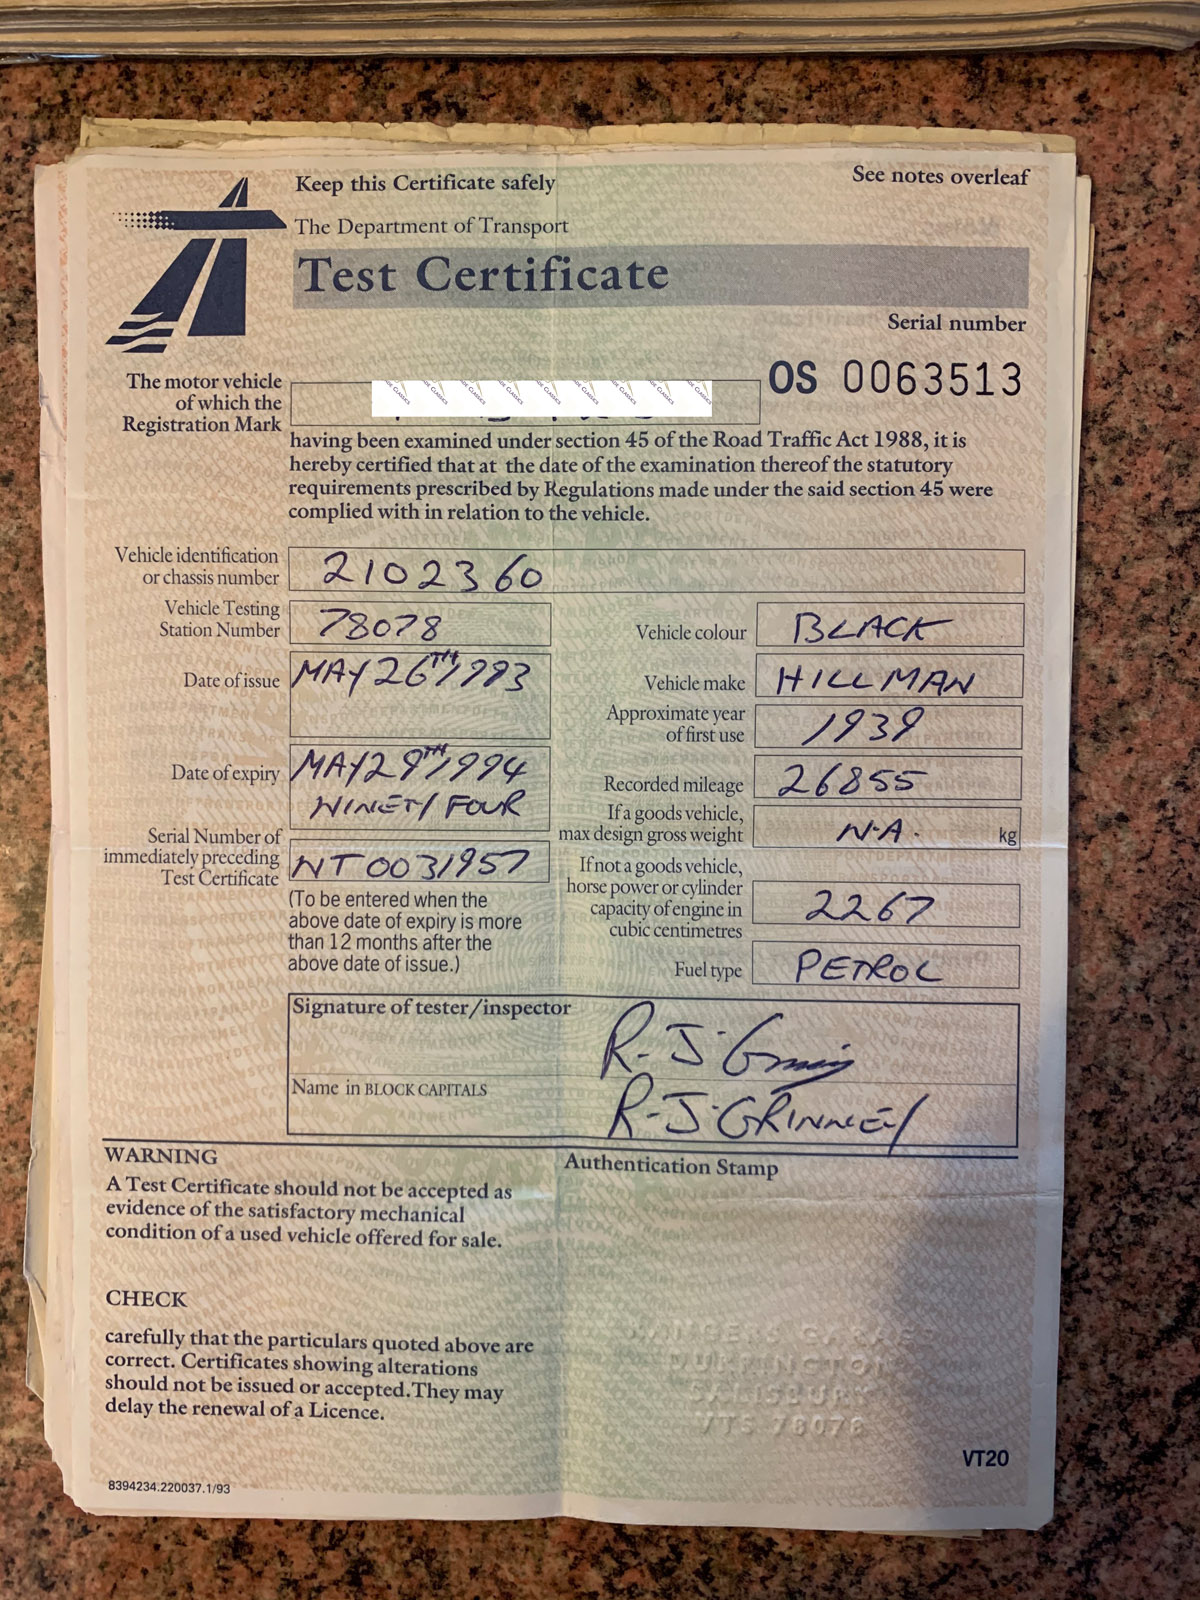 Keep this Certificate safely
See notes overleaf
The Department of Transport
Test Certificate
Serial number
OS 0063513
The motor vehicle
of which the
Registration Mark
having been examined under section 45 of the Road Traffic Act 1988, it is
hereby certified that at the date of the examination thereof the statutory
requirements prescribed by Regulations made under the said section 45 were
complied with in relation to the vehicle.
Vehicle identification
or chassis number
2102360
Vehicle Testing
Station Number
78078
Vehicle colour
BLACK
Date of issue
MAY 26TH 1993
Vehicle make
HILLMAN
Approximate year
of first use
1939
Date of expiry
MAY 29TH 1994
NINETY FOUR
Recorded mileage
26855
If a goods vehicle,
max design gross weight
N.A.
kg
Serial Number of
immediately preceding
Test Certificate
NT0031957
(To be entered when the
above date of expiry is more
than 12 months after the
above date of issue.)
If not a goods vehicle,
horse power or cylinder
capacity of engine in
cubic centimetres
2267
Fuel type
PETROL
Signature of tester/inspector
Name in BLOCK CAPITALS
R-J-GRINNEY
WARNING
A Test Certificate should not be accepted as
evidence of the satisfactory mechanical
condition of a used vehicle offered for sale.
Authentication Stamp
CHECK
carefully that the particulars quoted above are
correct. Certificates showing alterations
should not be issued or accepted. They may
delay the renewal of a Licence.
DURRINGTON
SALISBURY
VTS 78078
VT20
8394234.220037.1/93